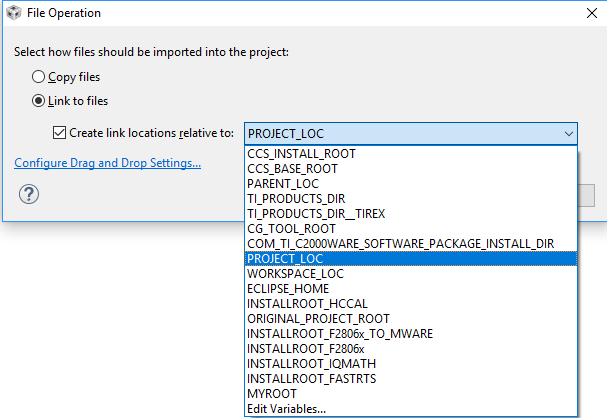 File Operation
Select how files should be imported into the project:
Copy files
Link to files
Create link locations relative to: PROJECT_LOC
Configure Drag and Drop Settings...
?
CCS_INSTALL_ROOT
CCS_BASE_ROOT
PARENT_LOC
TI_PRODUCTS_DIR
TI_PRODUCTS_DIR__TIREX
CG_TOOL_ROOT
COM_TI_C2000WARE_SOFTWARE_PACKAGE_INSTALL_DIR
PROJECT_LOC
WORKSPACE_LOC
ECLIPSE_HOME
INSTALLROOT_HCCAL
ORIGINAL_PROJECT_ROOT
INSTALLROOT_F2806x_TO_MWARE
INSTALLROOT_F2806x
INSTALLROOT_IQMATH
INSTALLROOT_FASTRTS
MYROOT
Edit Variables...